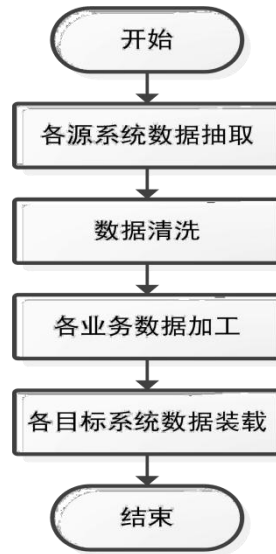 开始
各源系统数据抽取
数据清洗
各业务数据加工
各目标系统数据装载
结束